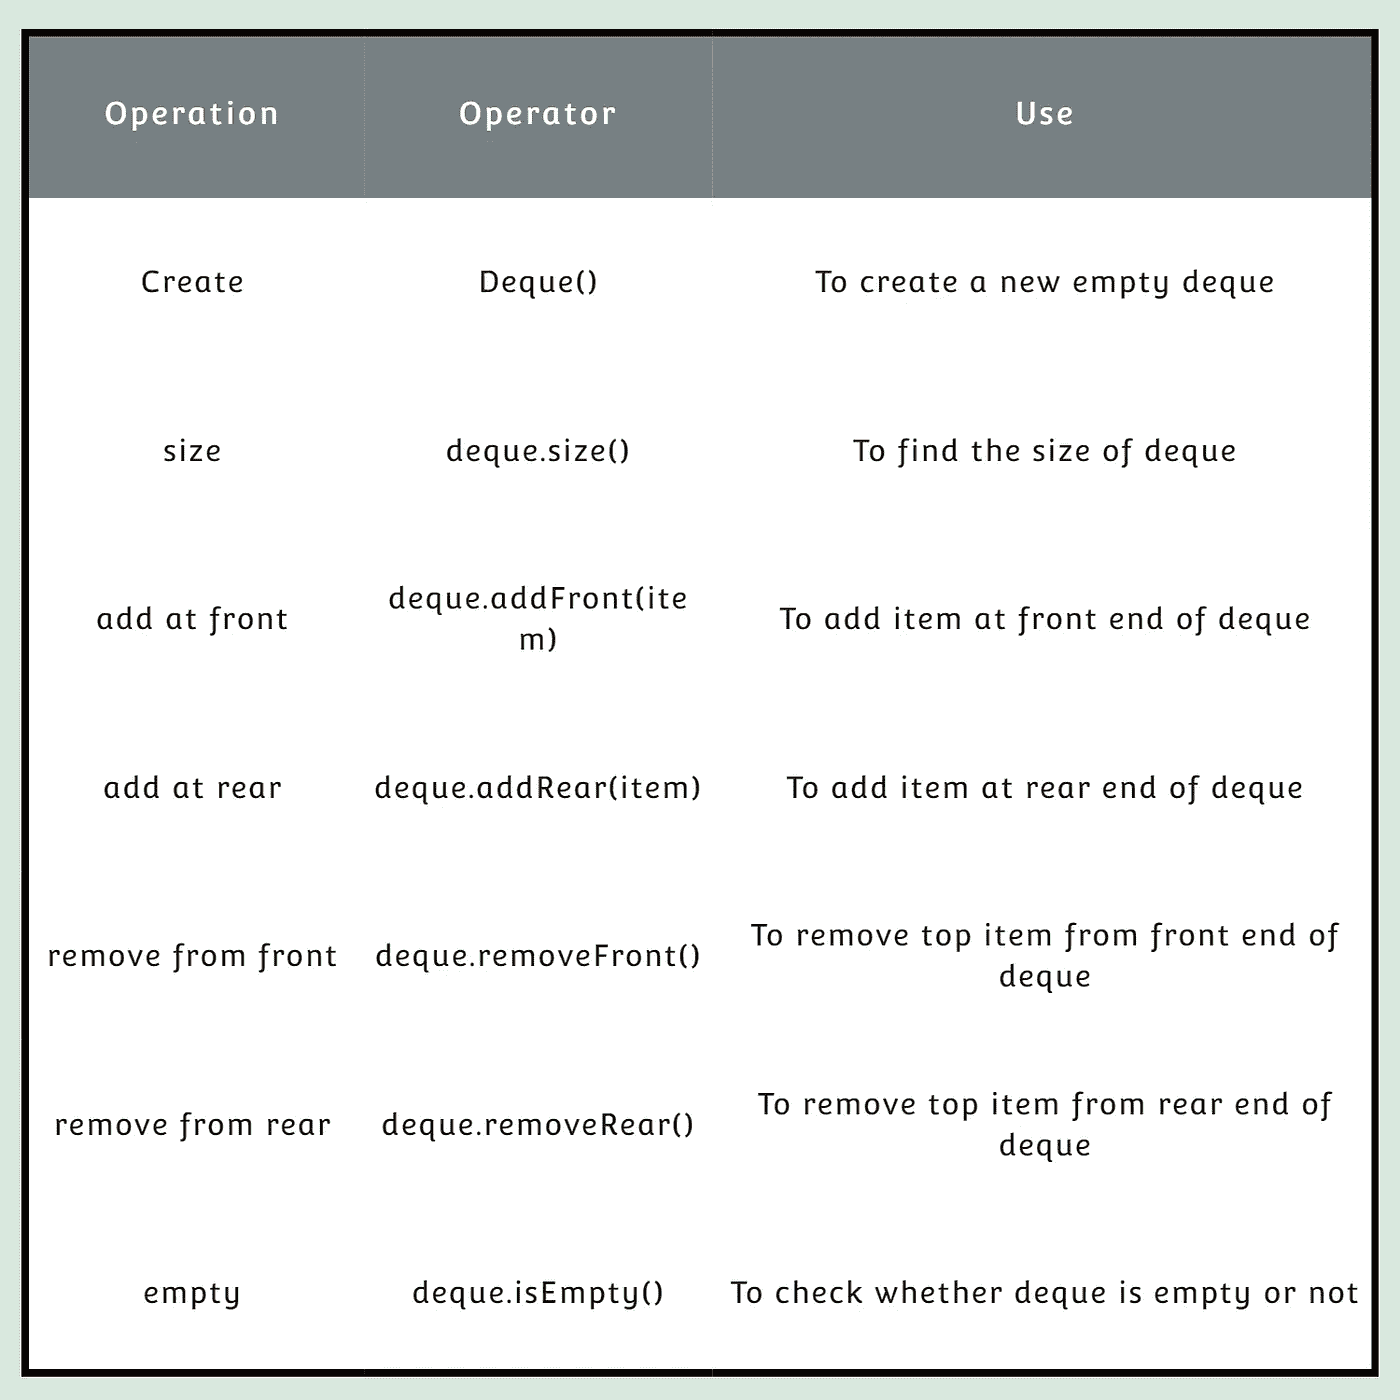 Operation Operator Use
Create Deque() To create a new empty deque
size deque.size() To find the size of deque
add at front deque.addFront(ite
m) To add item at front end of deque
add at rear deque.addRear(item) To add item at rear end of deque
remove from front deque.removeFront() To remove top item from front end of
deque
remove from rear deque.removeRear() To remove top item from rear end of
deque
empty deque.isEmpty() To check whether deque is empty or not